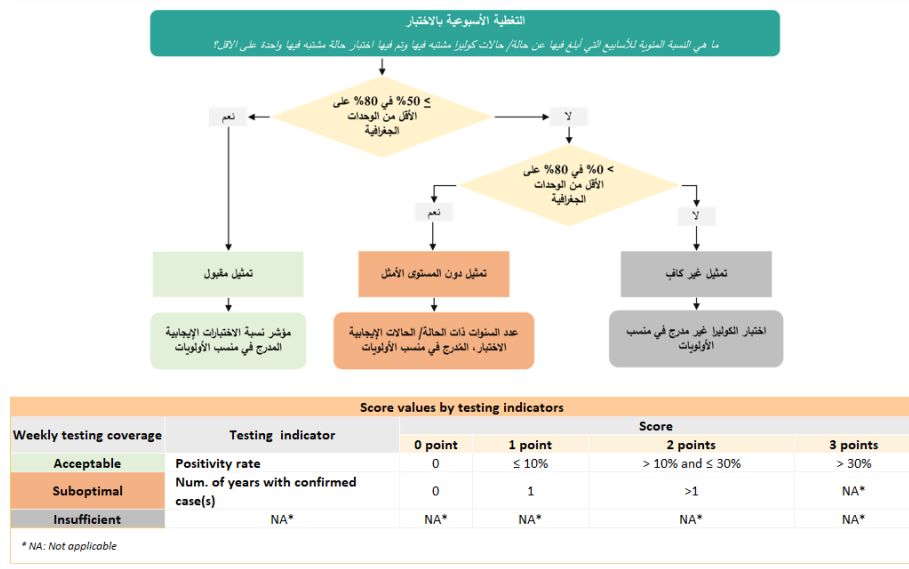 التغطية الأسبوعية بالاختبار
ما هي النسبة المئوية للأسابيع التي أبلغ فيها عن حالة/ حالات كوليرا مشتبه فيها وتم فيها اختبار حالة مشتبه فيها واحدة على الاقل؟
≥ 50% في 80% على
الأقل من الوحدات
الجغرافية
نعم
لا
> 0% في 80% على
الأقل من الوحدات
الجغرافية
نعم
لا
تمثيل مقبول
تمثيل دون المستوى الأمثل
تمثيل غير كافٍ
مؤشر نسبة الاختبارات الإيجابية
المدرج في منسب الأولويات
عدد السنوات ذات الحالة/ الحالات الإيجابية
الاختبار، المُدرج في منسب الأولويات
اختبار الكوليرا غير مدرج في منسب
الأولويات
Score values by testing indicators
Weekly testing coverage Testing indicator Score
0 point 1 point 2 points 3 points
Acceptable Positivity rate 0 ≤ 10% > 10% and ≤ 30% > 30%
Suboptimal Num. of years with confirmed
case(s) 0 1 >1 NA*
Insufficient NA* NA* NA* NA* NA*
* NA: Not applicable